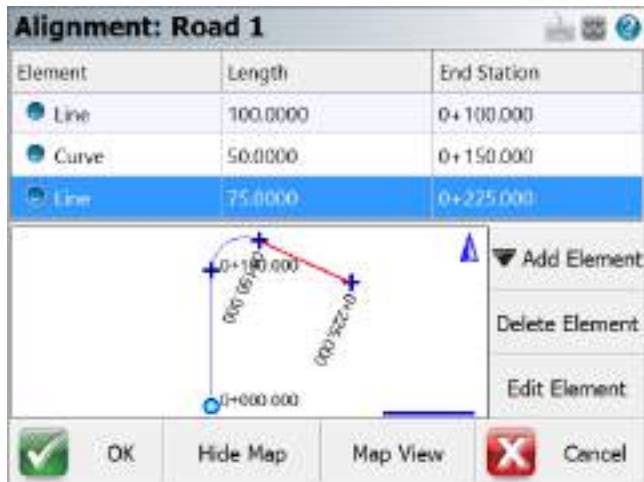 Alignment: Road 1
Element Length End Station
Line 100.0000 0+100.000
Curve 50.0000 0+150.000
Line 75.0000 0+225.000
0+100.000
0+150.000
0+225.000
0+000.000
Add Element
Delete Element
Edit Element
OK Hide Map Map View Cancel